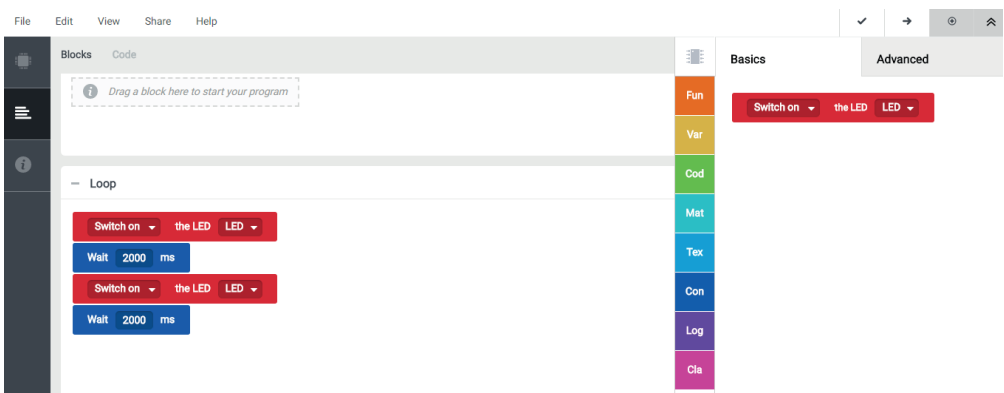 File Edit View Share Help
Blocks Code
Drag a block here to start your program
Loop
Switch on the LED LED
Wait 2000 ms
Switch on the LED LED
Wait 2000 ms
Fun
Var
Cod
Mat
Tex
Con
Log
Cla
Basics Advanced
Switch on the LED LED